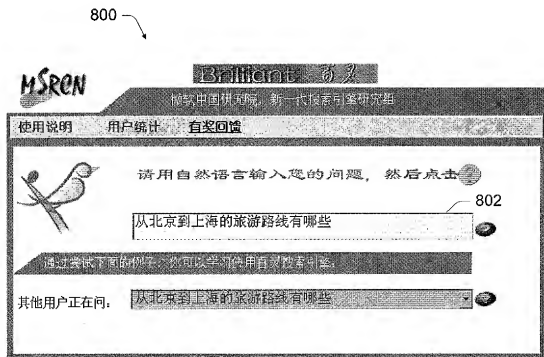 800
MSRCN
Brilliant 百灵
微软中国研究院，新一代搜索引擎研究组
使用说明 用户统计 有奖回馈
请用自然语言输入您的问题，然后点击
802
从北京到上海的旅游路线有哪些
通过尝试下面的例子，您可以学习使用百灵搜索引擎。
其他用户正在问： 从北京到上海的旅游路线有哪些